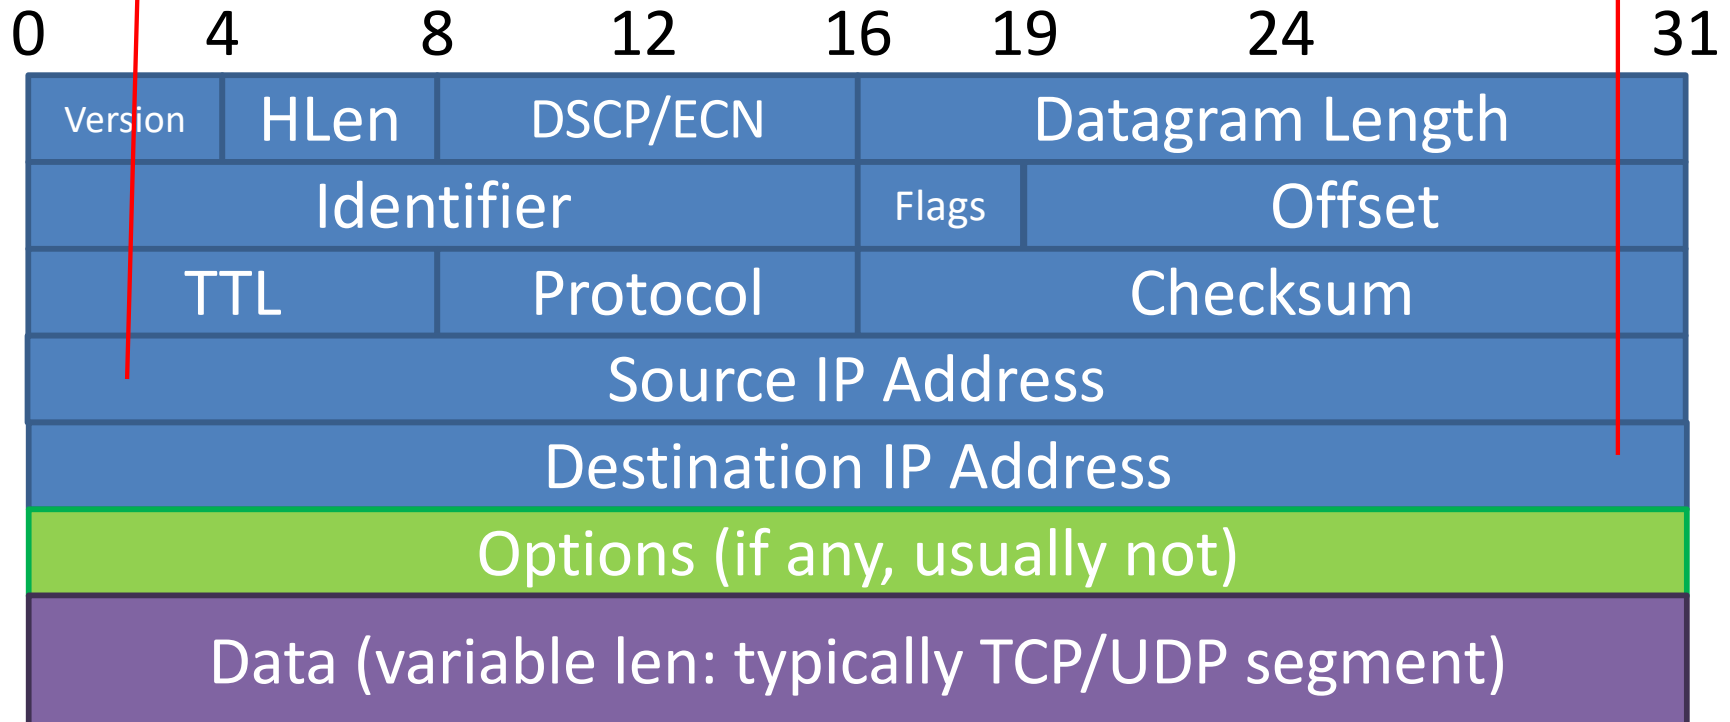 0 4 8 12 16 19 24 31
Version HLen DSCP/ECN Datagram Length
Identifier Flags Offset
TTL Protocol Checksum
Source IP Address
Destination IP Address
Options (if any, usually not)
Data (variable len: typically TCP/UDP segment)